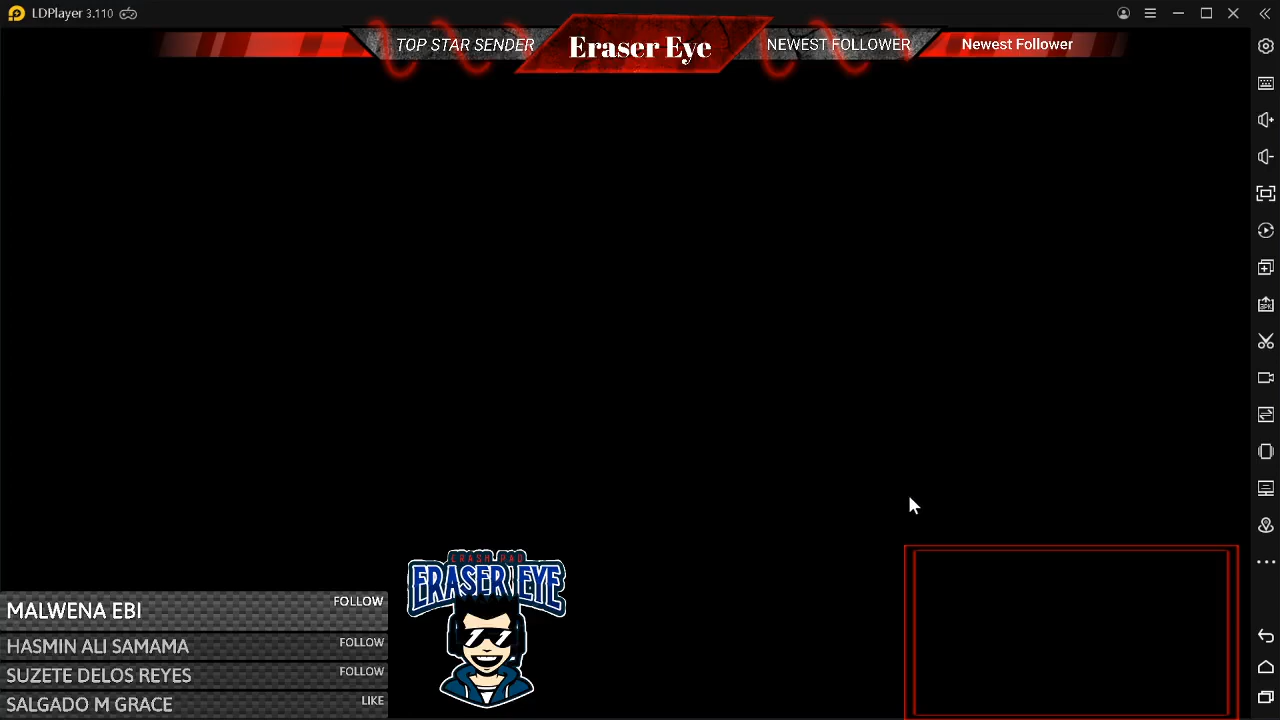 LDPlayer 3.110
TOP STAR SENDER
Eraser Eye
NEWEST FOLLOWER
Newest Follower
ERASER EYE
MALWENA EBI
FOLLOW
HASMIN ALI SAMAMA
FOLLOW
SUZETE DELOS REYES
FOLLOW
SALGADO M GRACE
LIKE